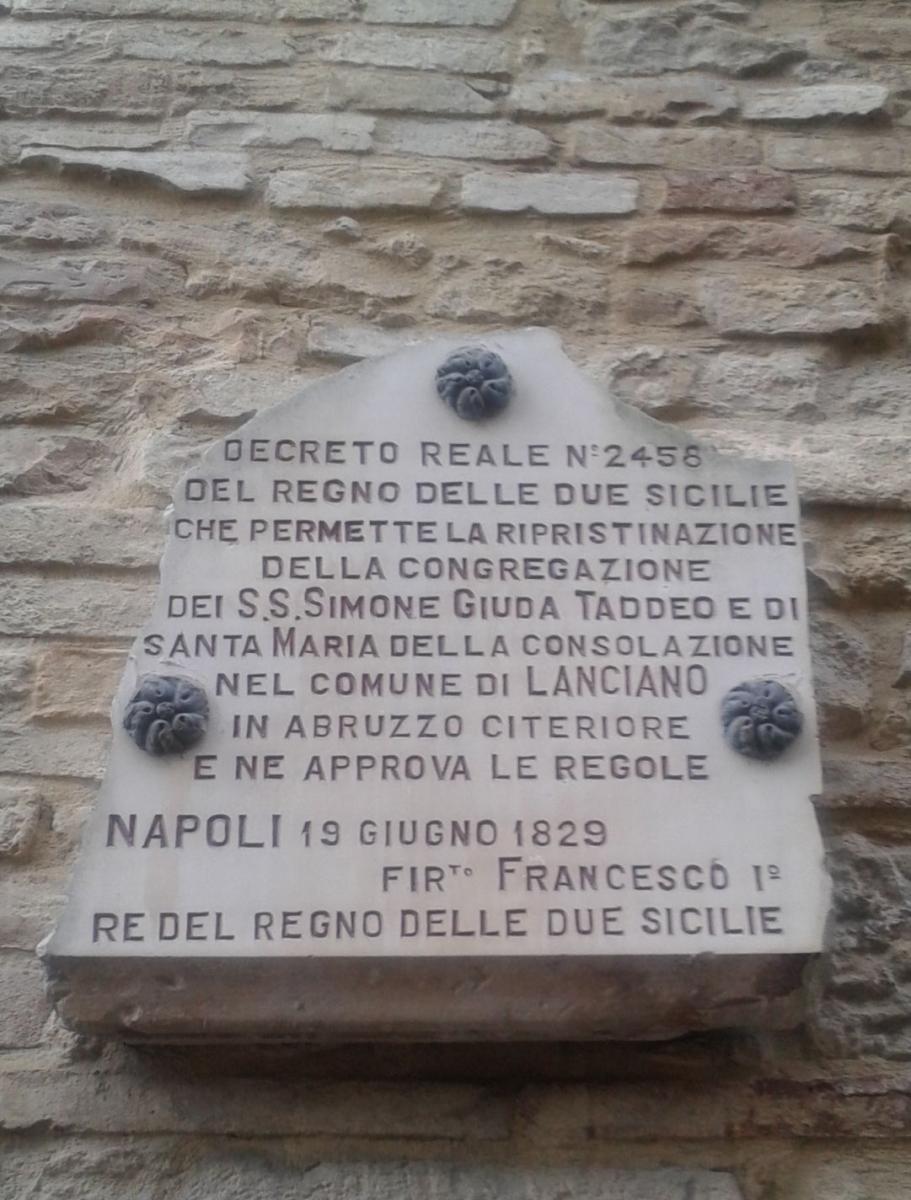 DECRETO REALE N° 2458
DEL REGNO DELLE DUE SICILIE
CHE PERMETTE LA RIPRISTINAZIONE
DELLA CONGREGAZIONE
DEI S.S. SIMONE GIUDA TADDEO E DI
SANTA MARIA DELLA CONSOLAZIONE
NEL COMUNE DI LANCIANO
IN ABRUZZO CITERIORE
E NE APPROVA LE REGOLE
NAPOLI 19 GIUGNO 1829
FIRTO FRANCESCO Iº
RE DEL REGNO DELLE DUE SICILIE